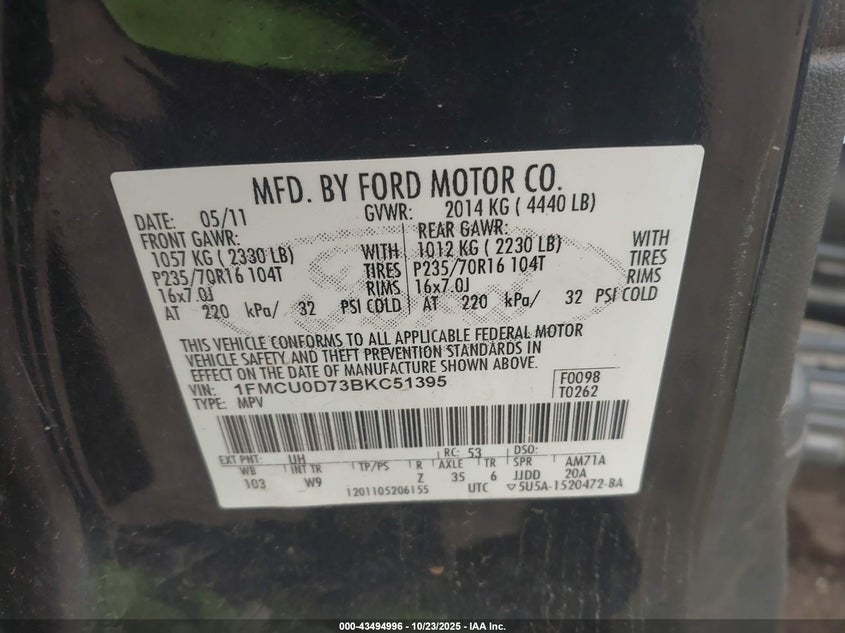 MFD. BY FORD MOTOR CO.
DATE: 05/11 GVWR: 2014 KG ( 4440 LB)
FRONT GAWR: REAR GAWR:
1057 KG ( 2330 LB) WITH 1012 KG ( 2230 LB) WITH
P235/70R16 104T TIRES P235/70R16 104T TIRES
16x7.0J RIMS 16x7.0J RIMS
AT 220 kPa/ 32 PSI COLD AT 220 kPa/ 32 PSI COLD
THIS VEHICLE CONFORMS TO ALL APPLICABLE FEDERAL MOTOR
VEHICLE SAFETY AND THEFT PREVENTION STANDARDS IN
EFFECT ON THE DATE OF MANUFACTURE SHOWN ABOVE.
VIN: 1FMCU0D73BKC51395 F0098
TYPE: MPV T0262
EXT PNT: UH RC: 53 DSO:
WB INT TR TP/PS R AXLE TR SPR AM71A
103 W9 Z 35 6 JJDD 20A
1201105206155 UTC ▽5U5A-1520472-BA
000-43494996 - 10/23/2025 - IAA Inc.